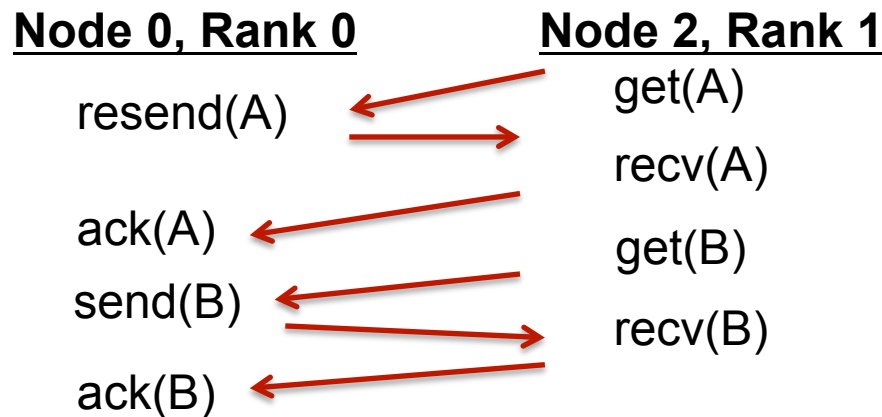 Node 0, Rank 0
Node 2, Rank 1
get(A)
resend(A)
recv(A)
ack(A)
get(B)
send(B)
recv(B)
ack(B)